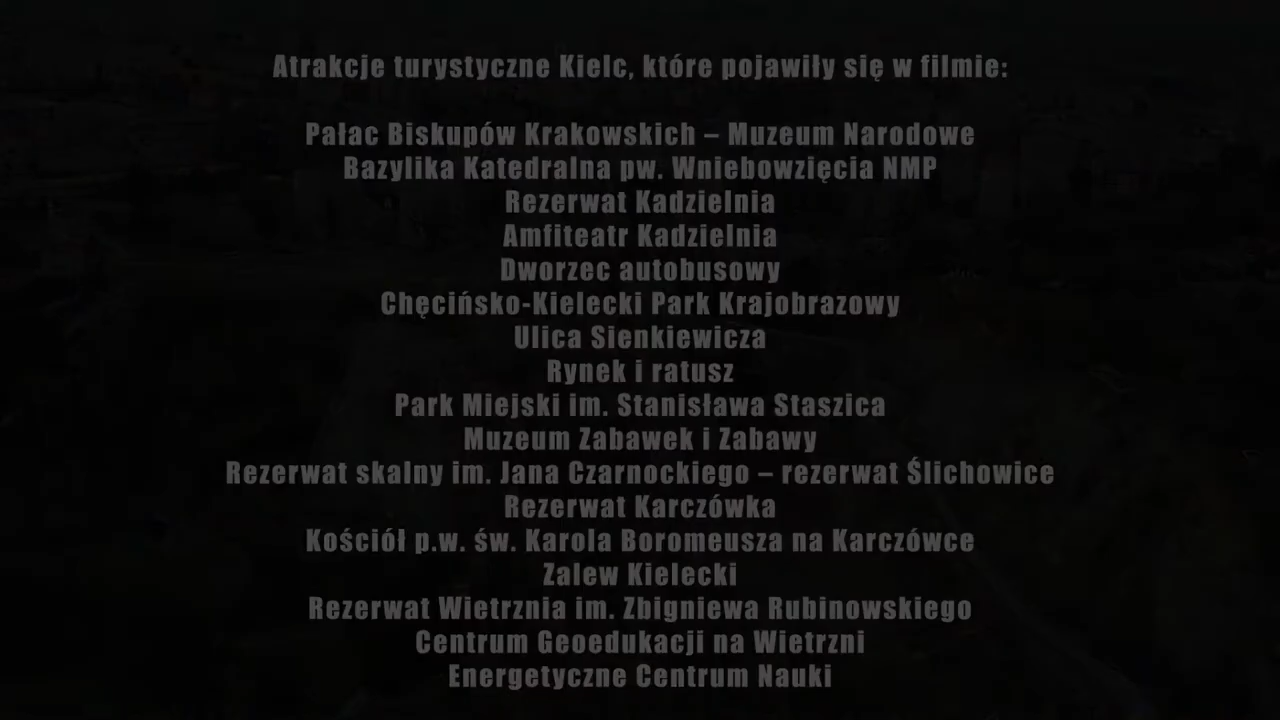 Atrakcje turystyczne Kielc, które pojawiły się w filmie:
Pałac Biskupów Krakowskich – Muzeum Narodowe
Bazylika Katedralna pw. Wniebowzięcia NMP
Rezerwat Kadzielnia
Amfiteatr Kadzielnia
Dworzec autobusowy
Chęcińsko-Kielecki Park Krajobrazowy
Ulica Sienkiewicza
Rynek i ratusz
Park Miejski im. Stanisława Staszica
Muzeum Zabawek i Zabawy
Rezerwat skalny im. Jana Czarnockiego – rezerwat Ślichowice
Rezerwat Karczówka
Kościół p.w. św. Karola Boromeusza na Karczówce
Zalew Kielecki
Rezerwat Wietrznia im. Zbigniewa Rubinowskiego
Centrum Geoedukacji na Wietrzni
Energetyczne Centrum Nauki